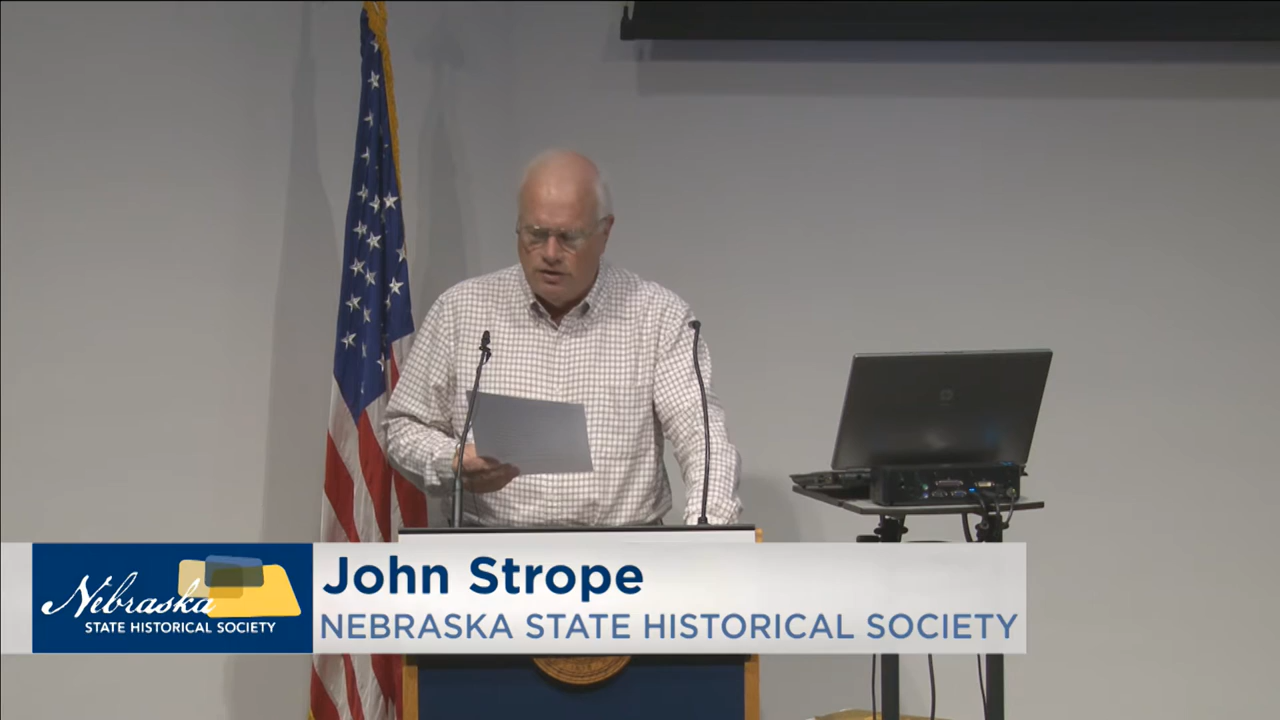 John Strope
Nebraska
STATE HISTORICAL SOCIETY
NEBRASKA STATE HISTORICAL SOCIETY